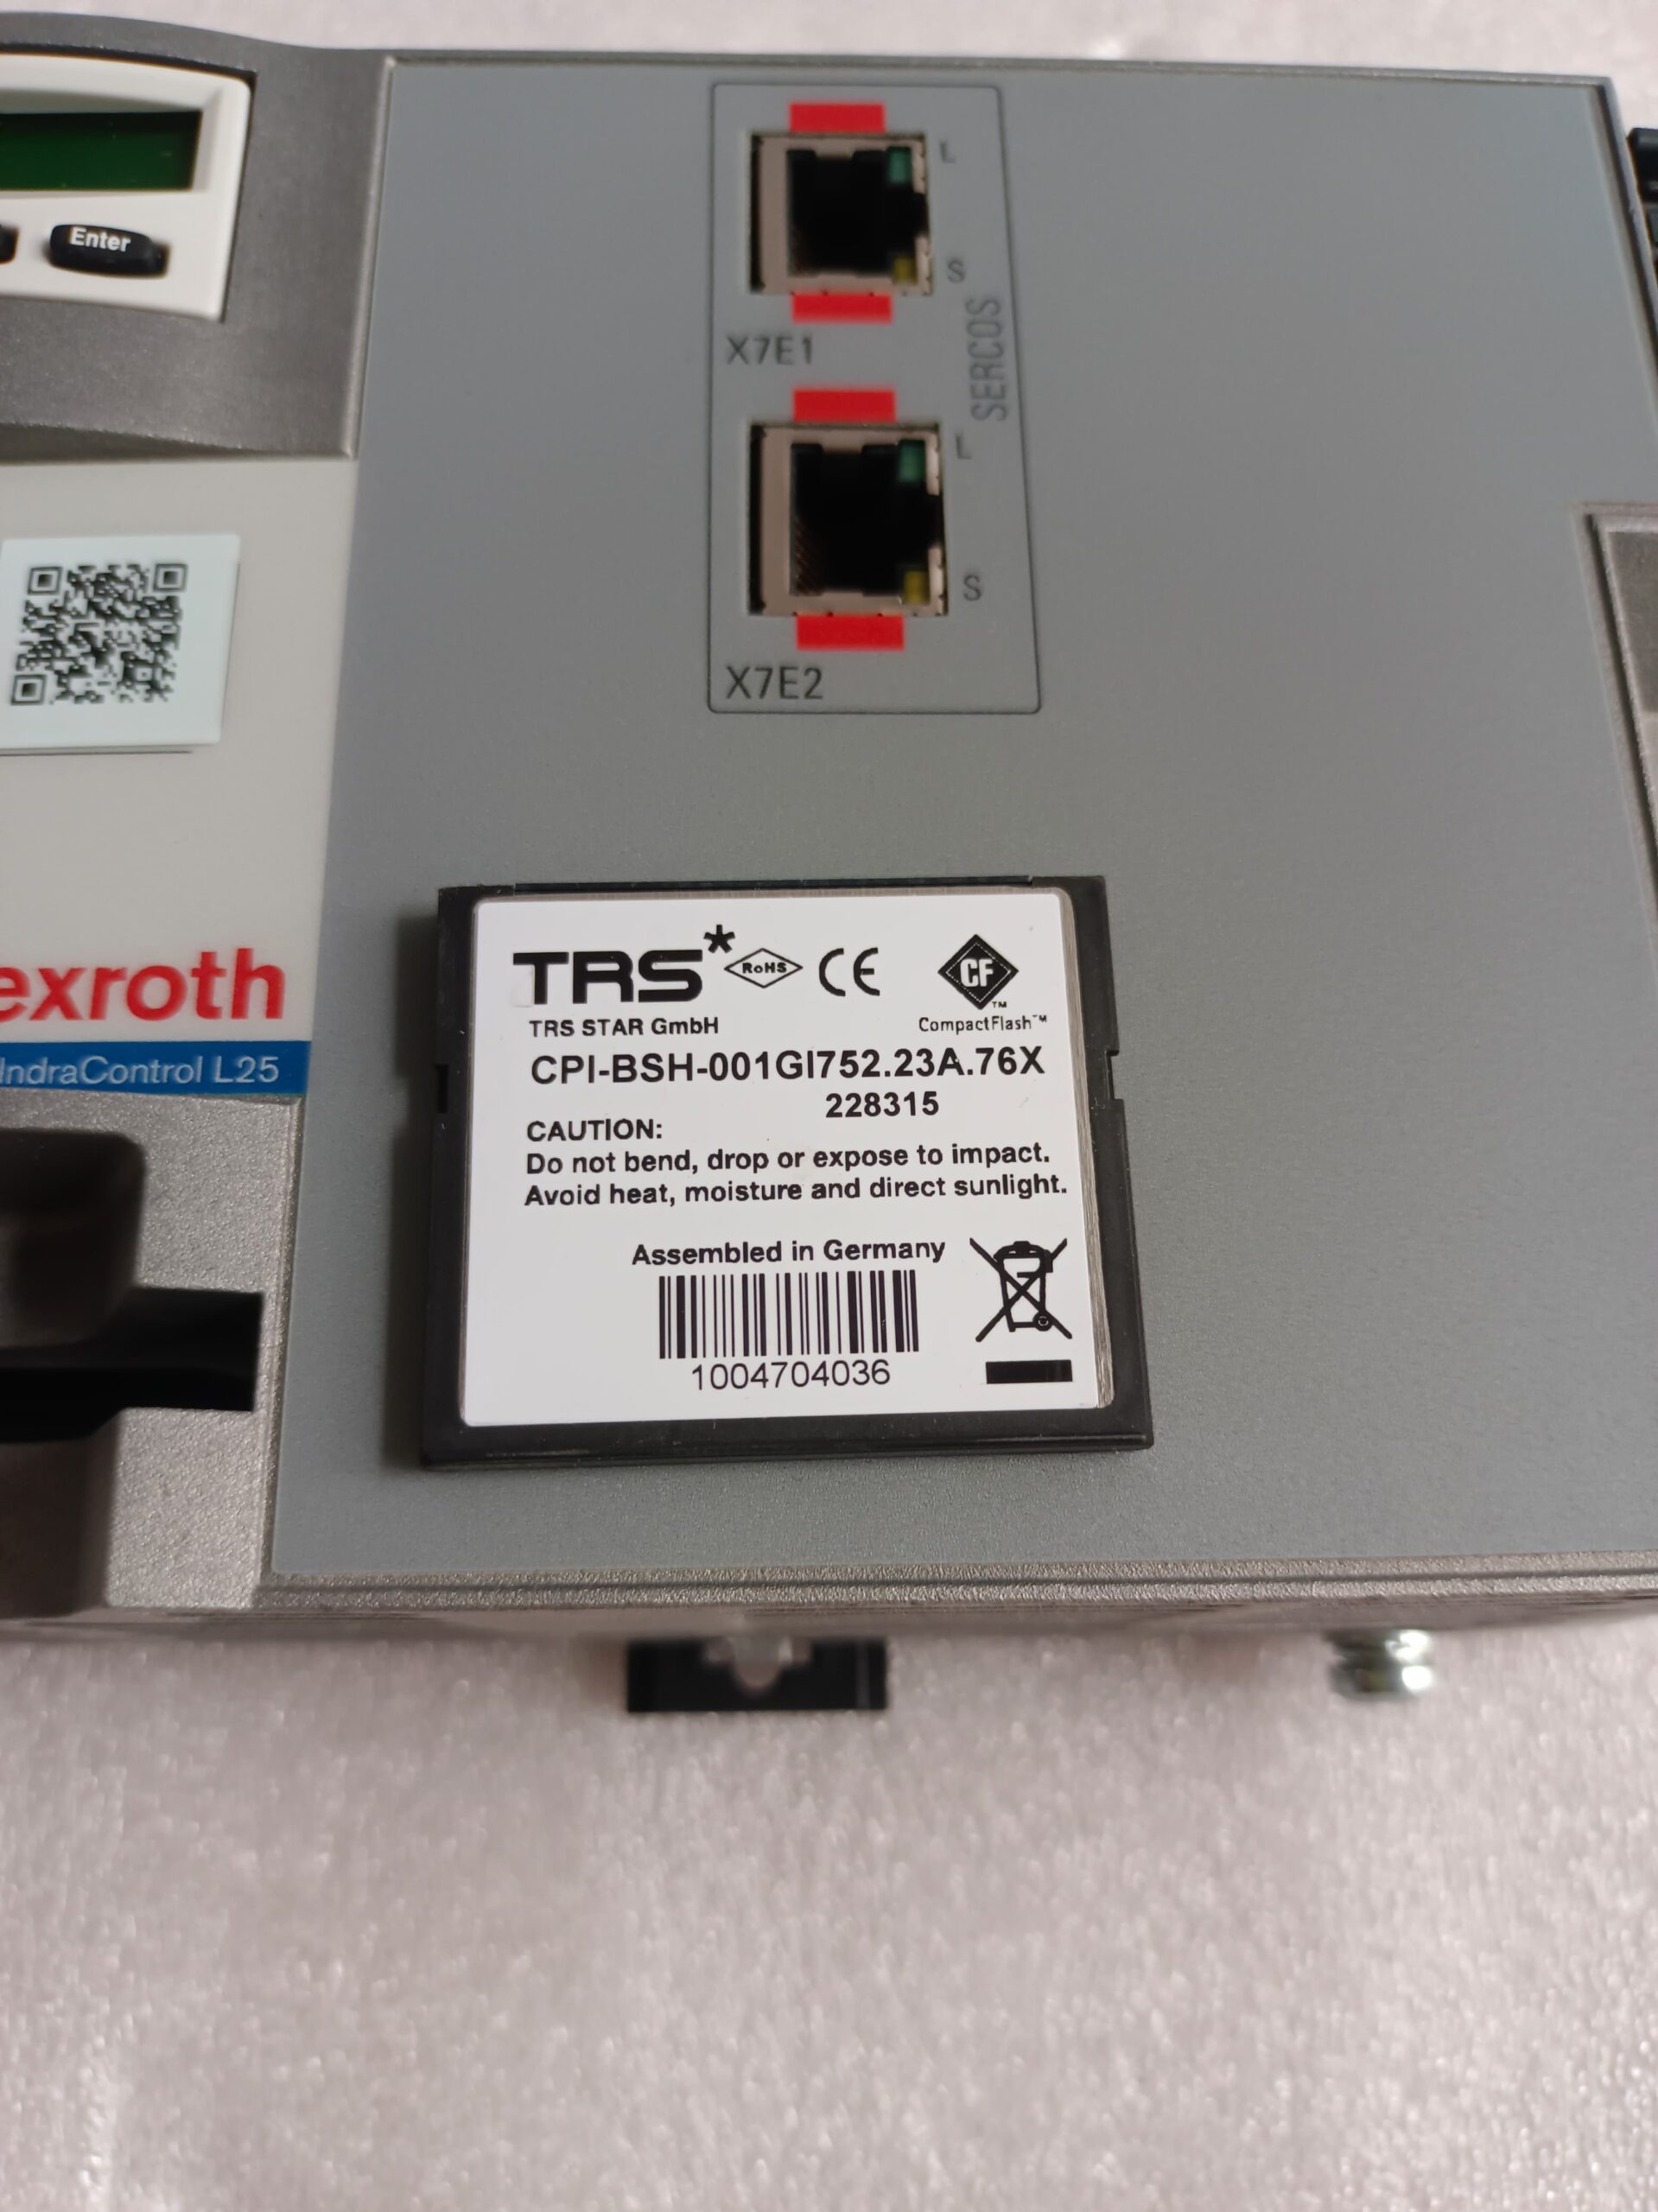 Enter
L
S
X7E1
SERCOS
L
S
X7E2
exroth
IndraControl L25
TRS*
RoHS
CE
CF
TM
TRS STAR GmbH
CompactFlash™
CPI-BSH-001GI752.23A.76X
228315
CAUTION:
Do not bend, drop or expose to impact.
Avoid heat, moisture and direct sunlight.
Assembled in Germany
1004704036